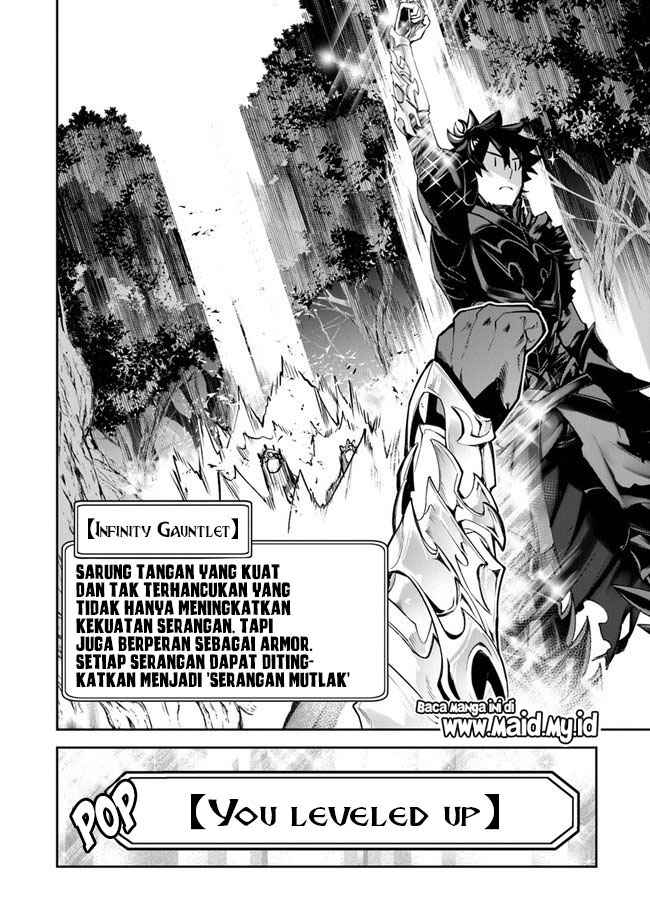 【INFINITY GAUNTLET】
SARUNG TANGAN YANG KUAT
DAN TAK TERHANCUKAN YANG
TIDAK HANYA MENINGKATKAN
KEKUATAN SERANGAN, TAPI
JUGA BERPERAN SEBAGAI ARMOR.
SETIAP SERANGAN DAPAT DITING-
KATKAN MENJADI 'SERANGAN MUTLAK'
Baca Manga ini di
www.Maid.My.id
POP
【YOU LEVELED UP】